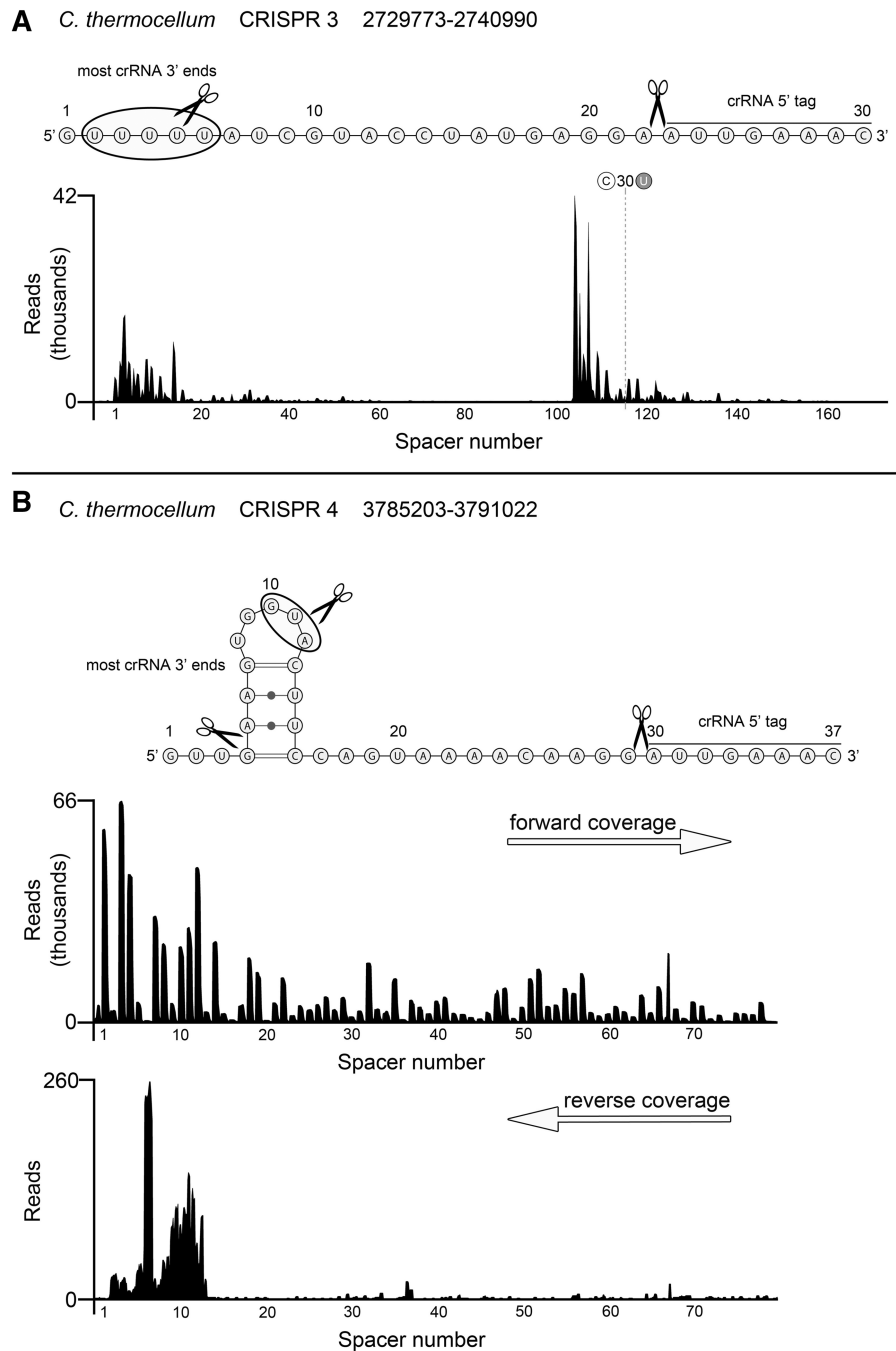 A C. thermocellum CRISPR 3 2729773-2740990
most crRNA 3' ends
1 10 20 crRNA 5' tag 30
5' G U U U U U A U C G U A C C U A U G A G G A A U U G A A A C 3'
C 30 U
42
Reads
(thousands)
0
1 20 40 60 80 100 120 140 160
Spacer number
B C. thermocellum CRISPR 4 3785203-3791022
10
G U
G
U A
most crRNA 3' ends
G C
A U
A U
1 20 30 crRNA 5' tag 37
5' G U U G C C A G U A A A A C A A G G A U U G A A A C 3'
66
forward coverage
Reads
(thousands)
0
1 10 20 30 40 50 60 70
Spacer number
260
reverse coverage
Reads
0
1 10 20 30 40 50 60 70
Spacer number